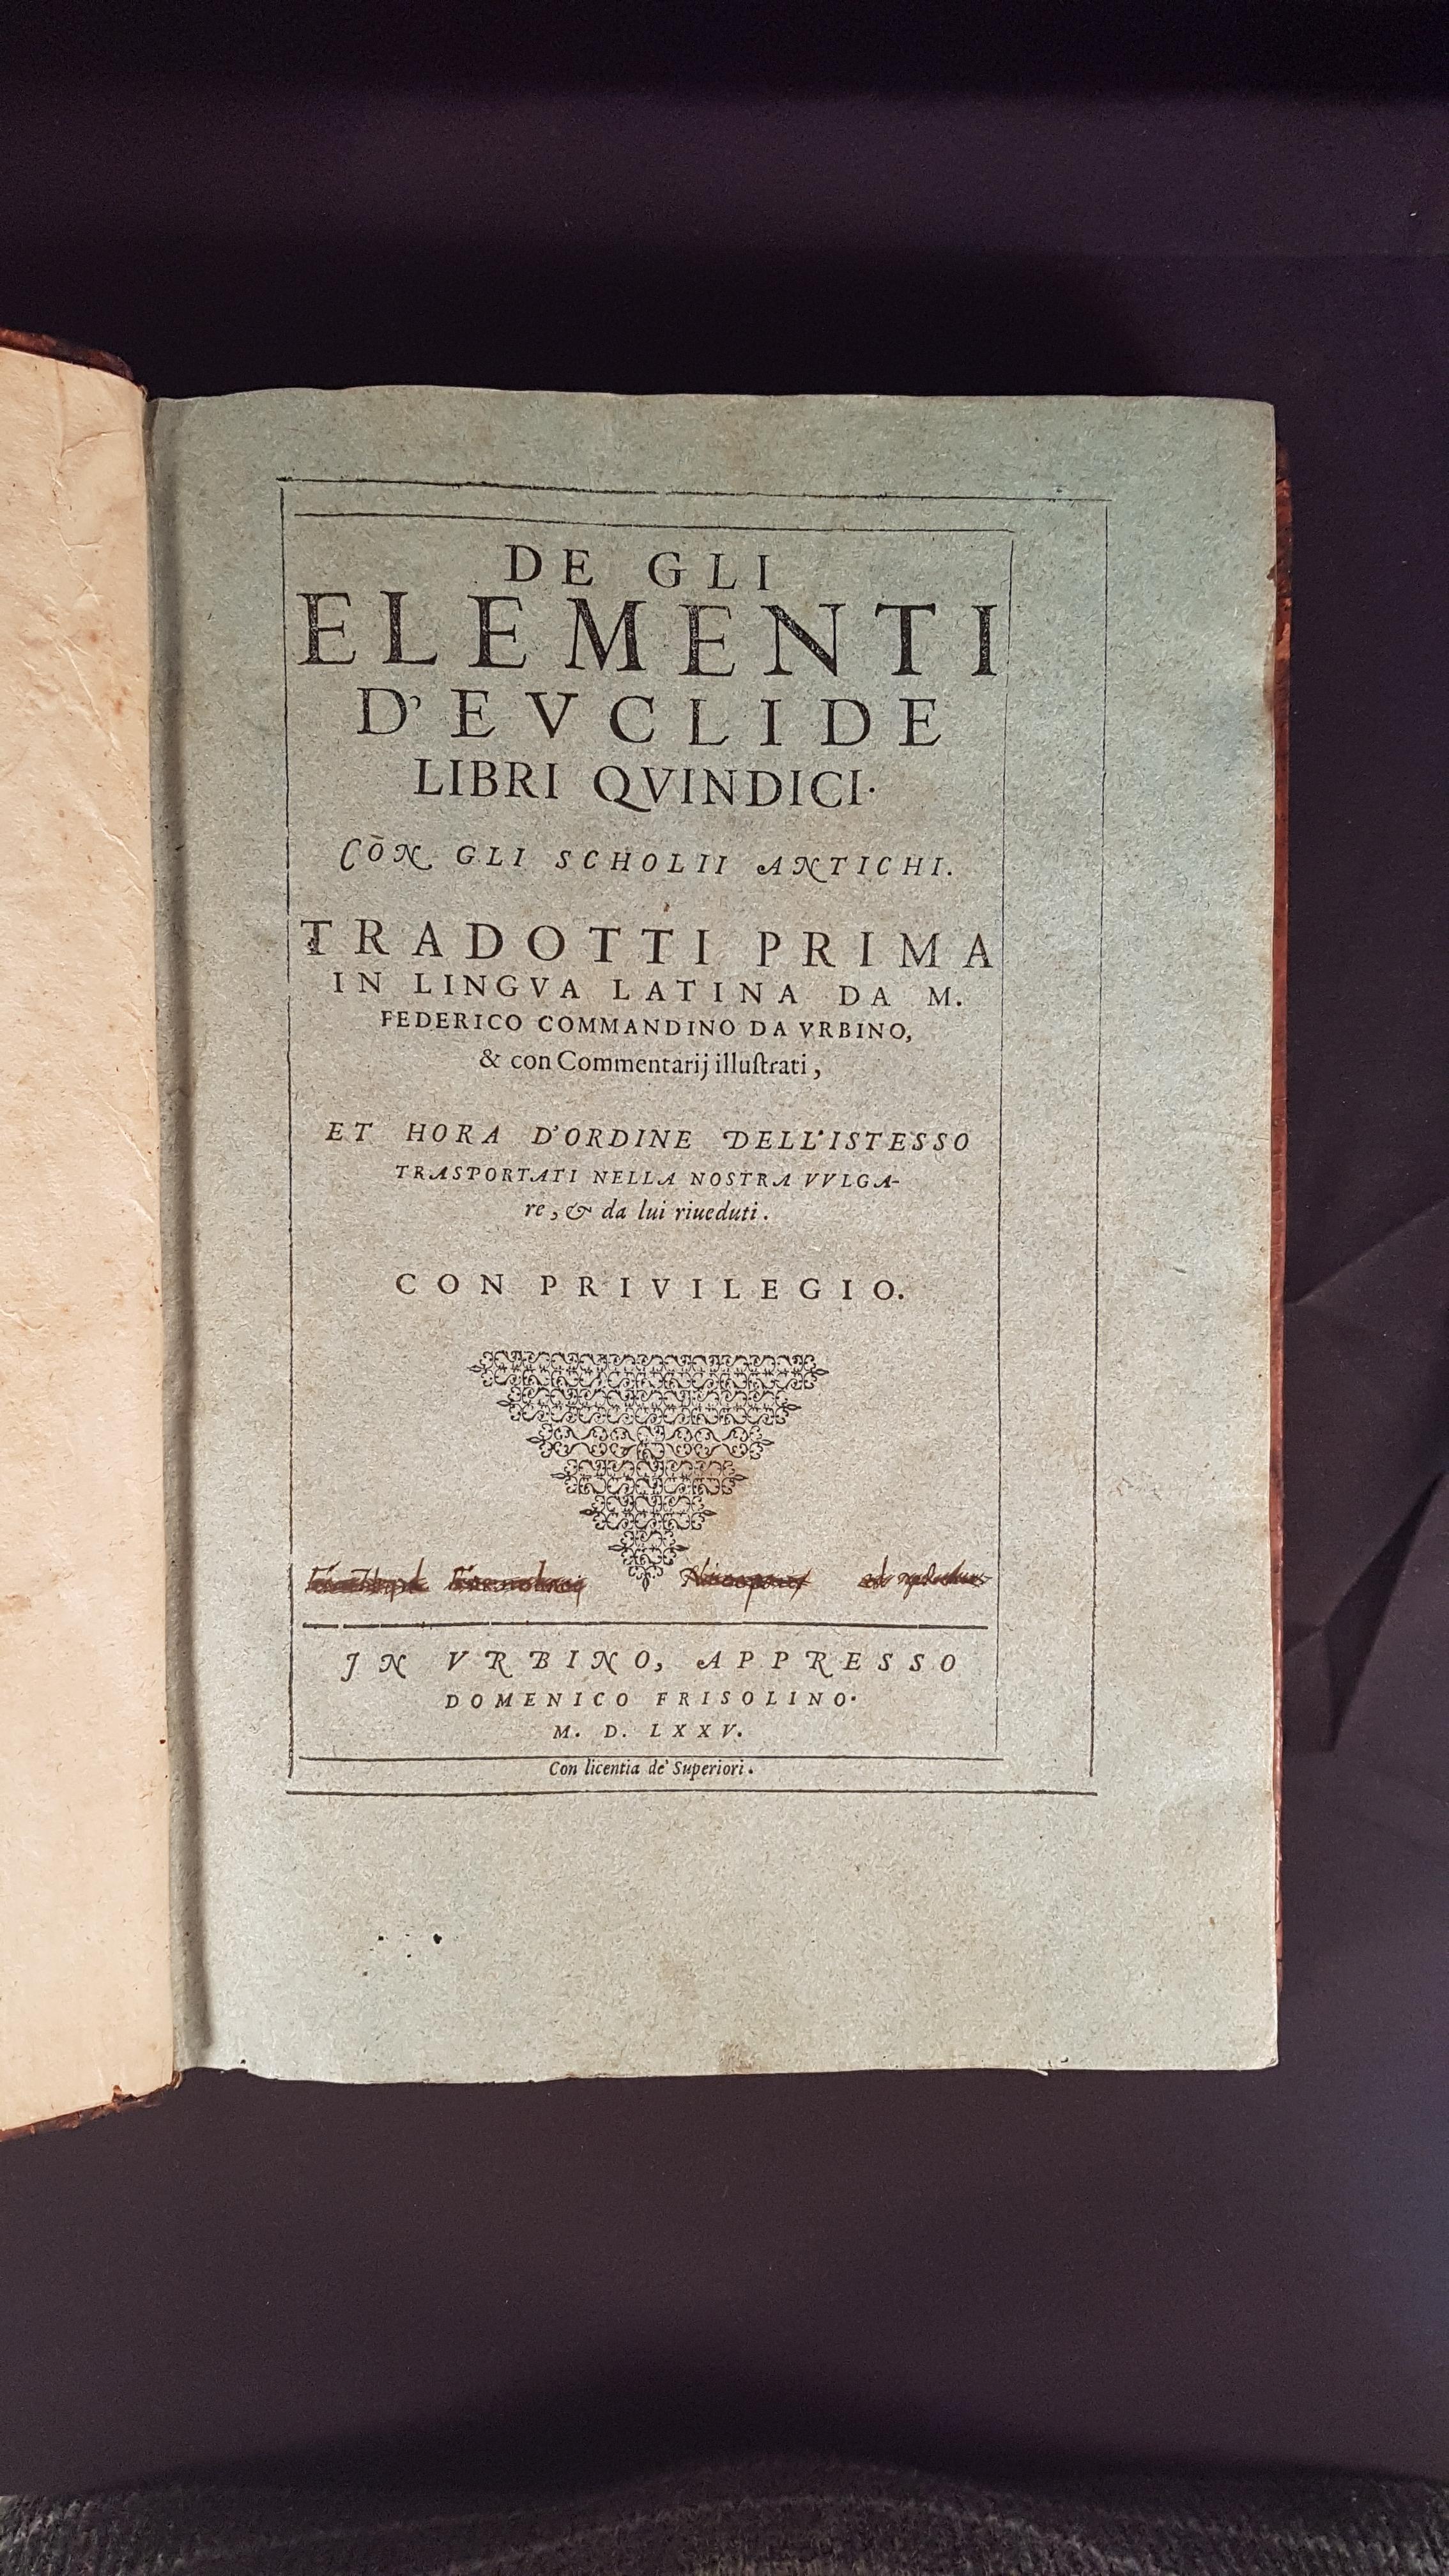 DE GLI
ELEMENTI
D'EVCLIDE
LIBRI QVINDICI.
CON GLI SCHOLII ANTICHI.
TRADOTTI PRIMA
IN LINGVA LATINA DA M.
FEDERICO COMMANDINO DA VRBINO,
& con Commentarij illuſtrati,
ET HORA D'ORDINE DELL'ISTESSO
TRASPORTATI NELLA NOSTRA VVLGA-
re, & da lui riueduti.
CON PRIVILEGIO.
IN VRBINO, APPRESSO
DOMENICO FRISOLINO.
M. D. LXXV.
Con licentia de' Superiori.